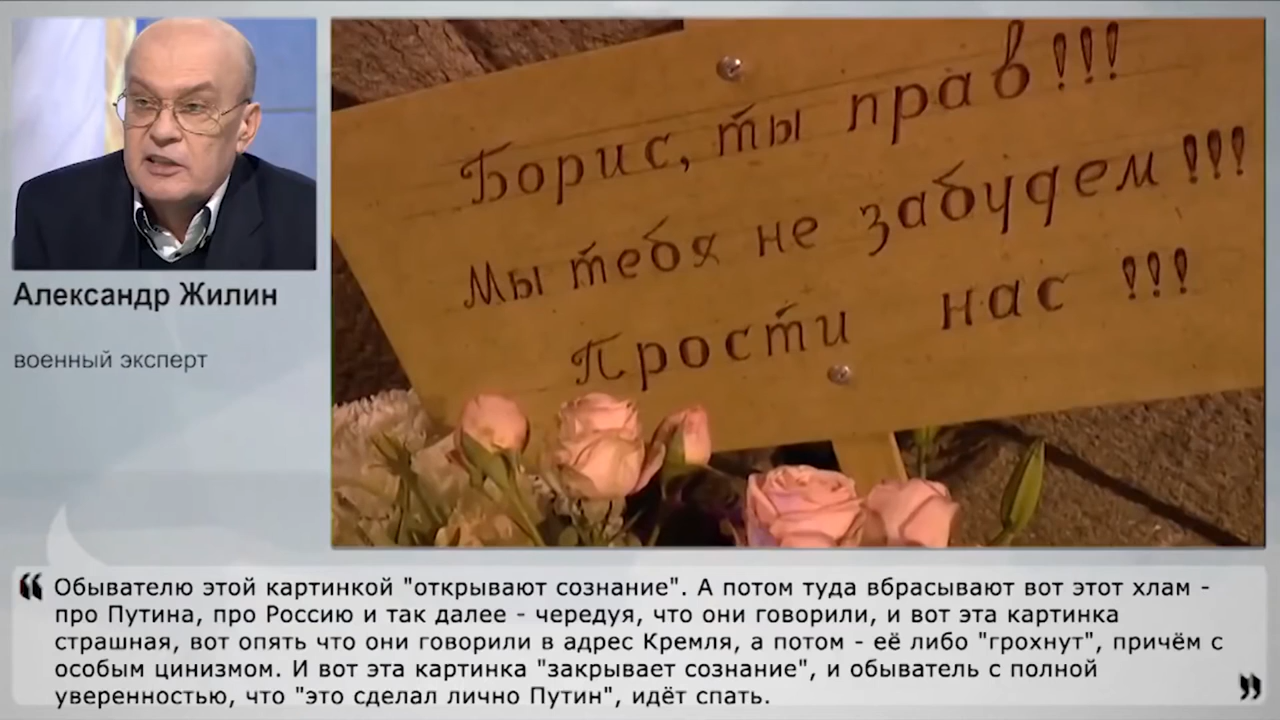 Александр Жилин
военный эксперт
Борис, ты прав!!!
Мы тебя не забудем!!!
Прости нас!!!
“ Обывателю этой картинкой "открывают сознание". А потом туда вбрасывают вот этот хлам -
про Путина, про Россию и так далее - чередуя, что они говорили, и вот эта картинка
страшная, вот опять что они говорили в адрес Кремля, а потом - её либо "грохнут", причём с
особым цинизмом. И вот эта картинка "закрывает сознание", и обыватель с полной
уверенностью, что "это сделал лично Путин", идёт спать. ”